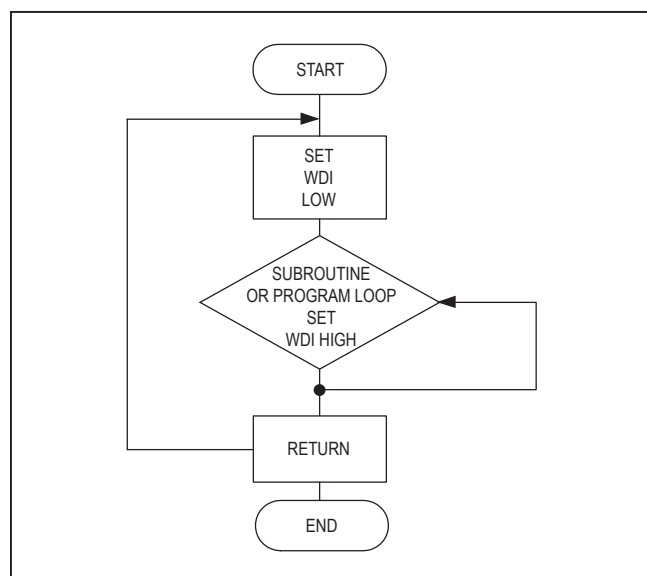 START
SET
WDI
LOW
SUBROUTINE
OR PROGRAM LOOP
SET
WDI HIGH
RETURN
END